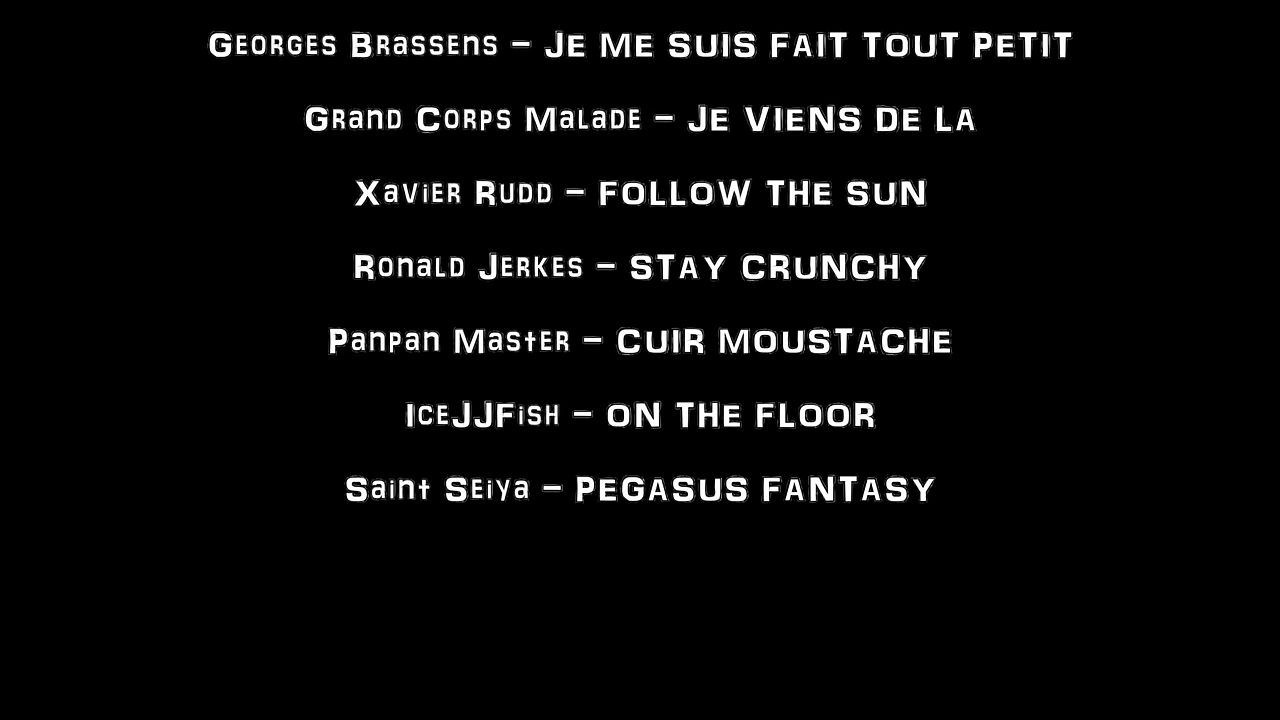 Georges Brassens - JE ME SUIS FAIT TOUT PETIT
Grand Corps Malade - JE VIENS DE LA
Xavier Rudd - FOLLOW THE SUN
Ronald Jerkes - STAY CRUNCHY
Panpan Master - CUIR MOUSTACHE
IceJJFish - ON THE FLOOR
Saint Seiya - PEGASUS FANTASY